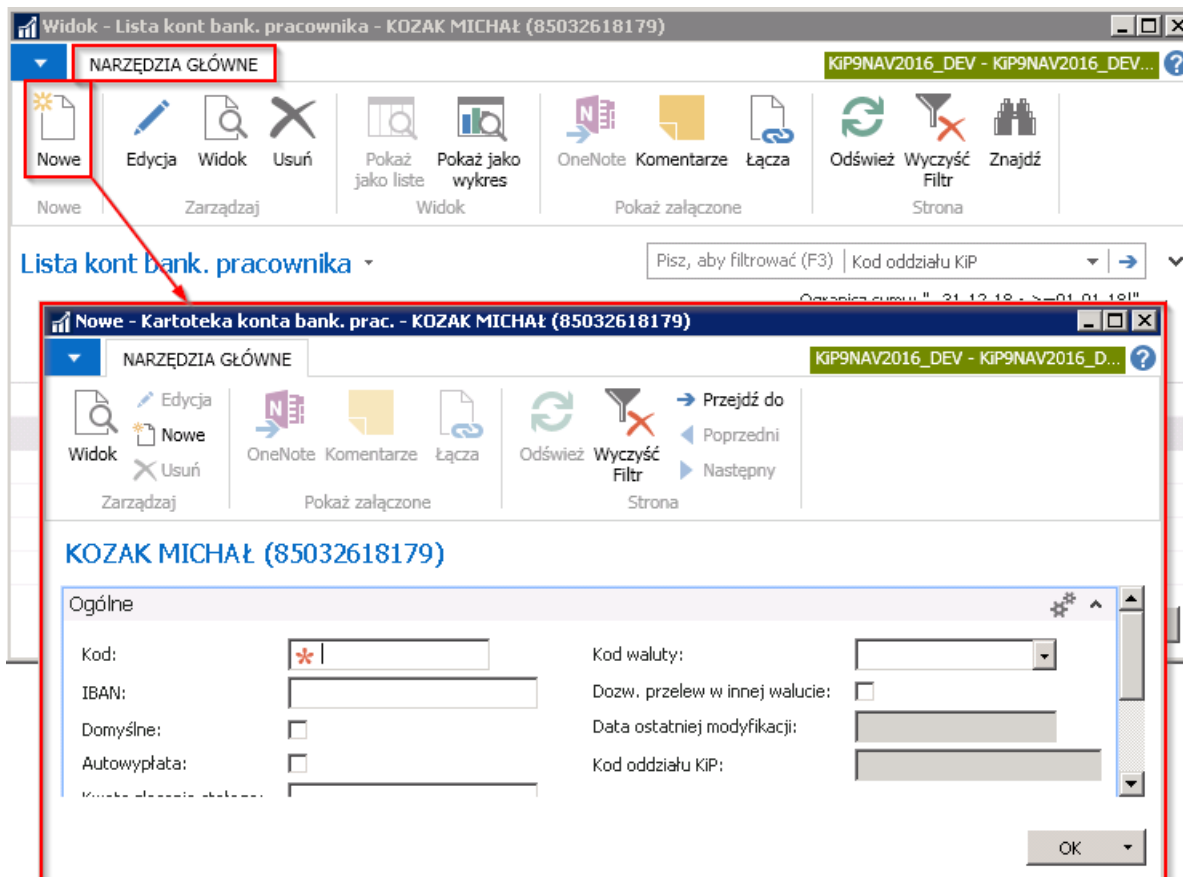 Widok - Lista kont bank. pracownika - KOZAK MICHAŁ (85032618179)
NARZĘDZIA GŁÓWNE
KiP9NAV2016_DEV - KiP9NAV2016_DEV...
Nowe
Edycja
Widok
Usuń
Pokaż jako liste
Pokaż jako wykres
OneNote
Komentarze
Łącza
Odśwież
Wyczyść Filtr
Znajdź
Nowe
Zarządzaj
Widok
Pokaż załączone
Strona
Lista kont bank. pracownika
Pisz, aby filtrować (F3)
Kod oddziału KiP
Nowe - Kartoteka konta bank. prac. - KOZAK MICHAŁ (85032618179)
NARZĘDZIA GŁÓWNE
KiP9NAV2016_DEV - KiP9NAV2016_D...
Widok
Edycja
Nowe
Usuń
OneNote
Komentarze
Łącza
Odśwież
Wyczyść Filtr
Przejdź do
Poprzedni
Następny
Zarządzaj
Pokaż załączone
Strona
KOZAK MICHAŁ (85032618179)
Ogólne
Kod:
Kod waluty:
IBAN:
Dozw. przelew w innej walucie:
Domyślne:
Data ostatniej modyfikacji:
Autowypłata:
Kod oddziału KiP:
OK